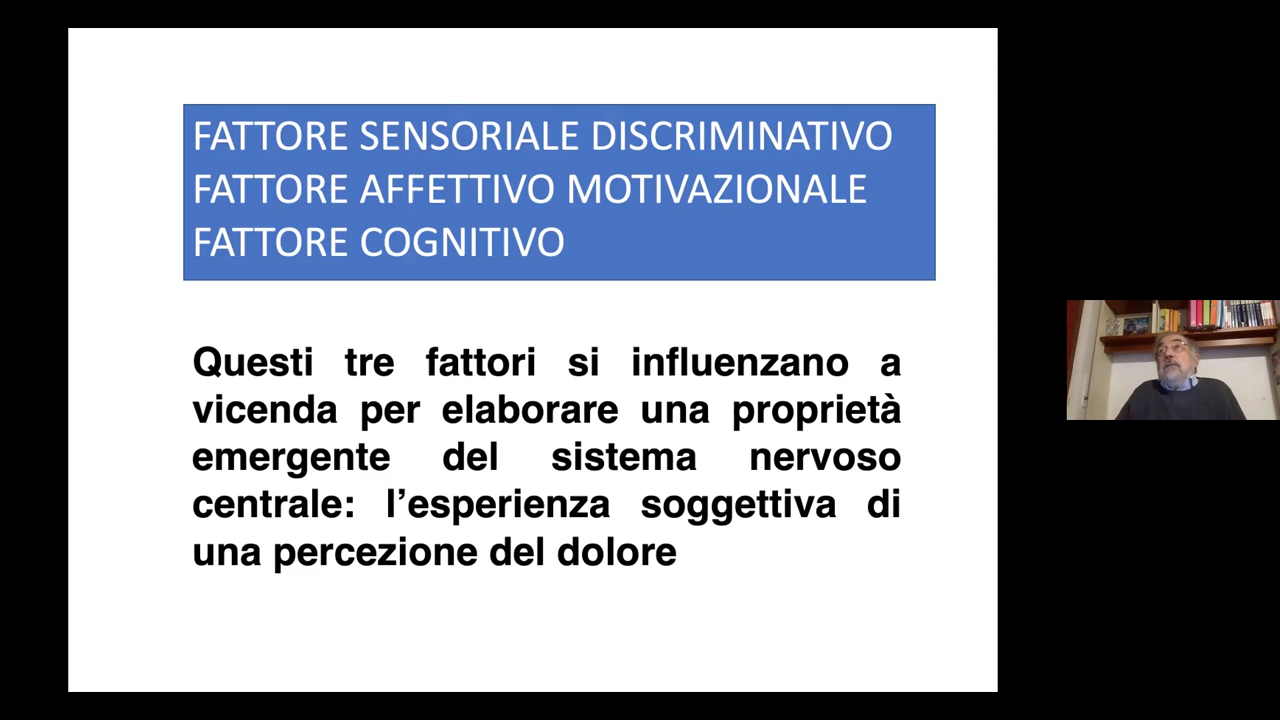 FATTORE SENSORIALE DISCRIMINATIVO
FATTORE AFFETTIVO MOTIVAZIONALE
FATTORE COGNITIVO
Questi tre fattori si influenzano a
vicenda per elaborare una proprietà
emergente del sistema nervoso
centrale: l’esperienza soggettiva di
una percezione del dolore